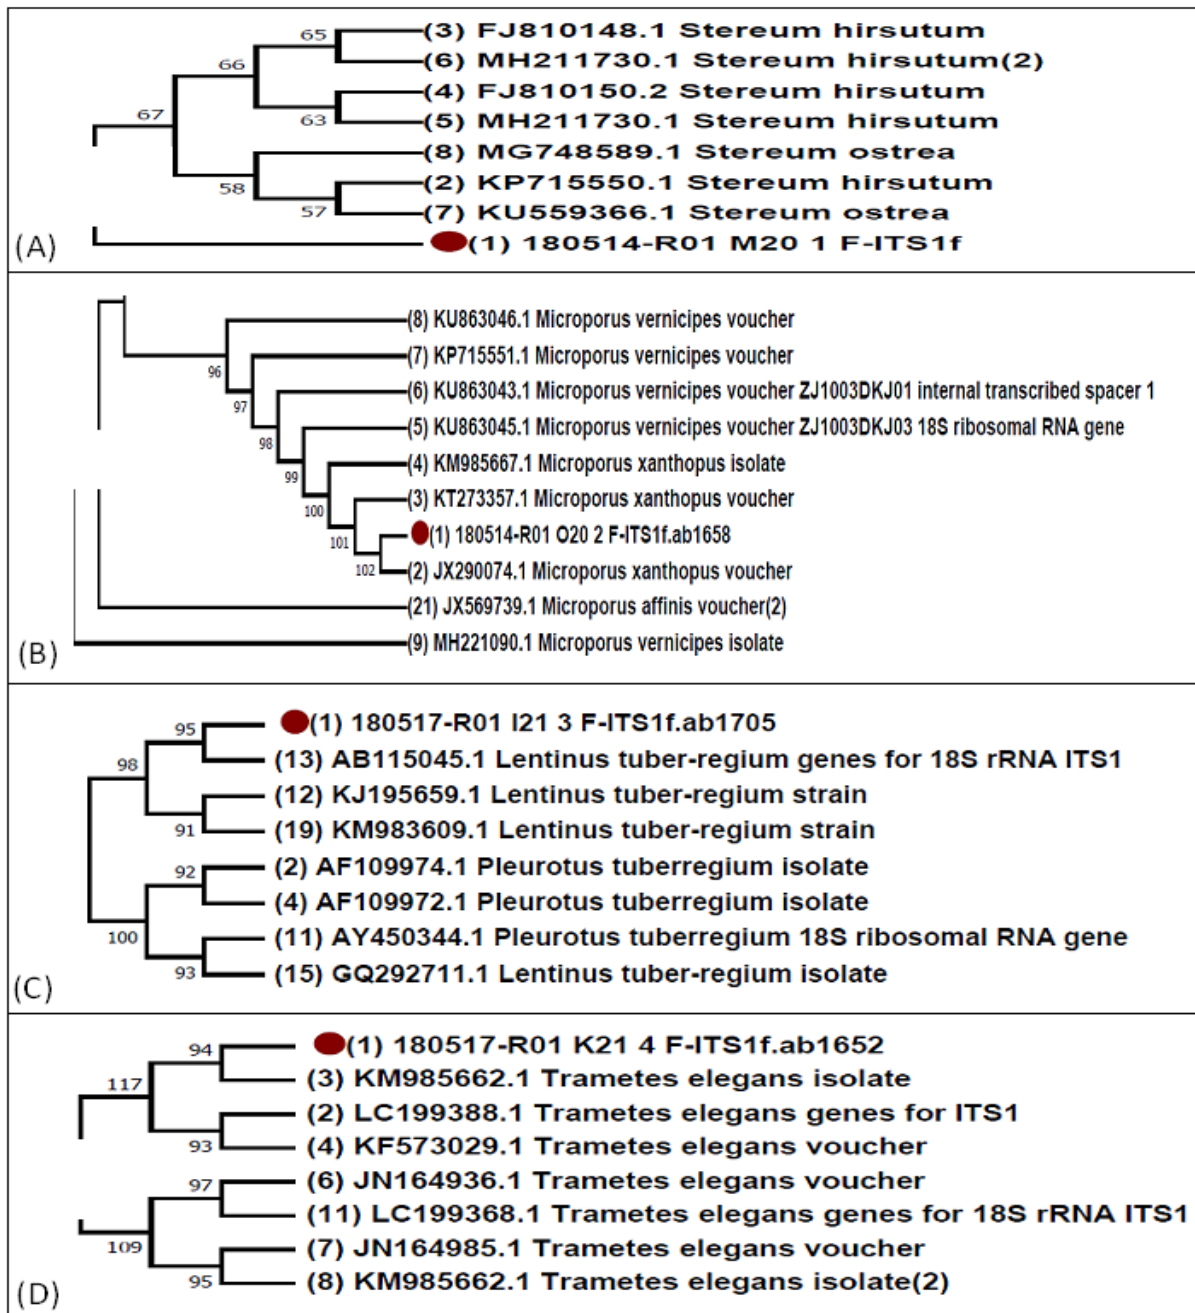 65
(3) FJ810148.1 Stereum hirsutum
66
(6) MH211730.1 Stereum hirsutum(2)
(4) FJ810150.2 Stereum hirsutum
67
63
(5) MH211730.1 Stereum hirsutum
(8) MG748589.1 Stereum ostrea
58
(2) KP715550.1 Stereum hirsutum
57
(7) KU559366.1 Stereum ostrea
(A)
(1) 180514-R01 M20 1 F-ITS1f
(8) KU863046.1 Microporus vernicipes voucher
(7) KP715551.1 Microporus vernicipes voucher
96
(6) KU863043.1 Microporus vernicipes voucher ZJ1003DKJ01 internal transcribed spacer 1
97
(5) KU863045.1 Microporus vernicipes voucher ZJ1003DKJ03 18S ribosomal RNA gene
98
(4) KM985667.1 Microporus xanthopus isolate
99
(3) KT273357.1 Microporus xanthopus voucher
100
(1) 180514-R01 O20 2 F-ITS1f.ab1658
101
(2) JX290074.1 Microporus xanthopus voucher
102
(21) JX569739.1 Microporus affinis voucher(2)
(9) MH221090.1 Microporus vernicipes isolate
(B)
95
(1) 180517-R01 I21 3 F-ITS1f.ab1705
98
(13) AB115045.1 Lentinus tuber-regium genes for 18S rRNA ITS1
(12) KJ195659.1 Lentinus tuber-regium strain
91
(19) KM983609.1 Lentinus tuber-regium strain
92
(2) AF109974.1 Pleurotus tuberregium isolate
(4) AF109972.1 Pleurotus tuberregium isolate
100
(11) AY450344.1 Pleurotus tuberregium 18S ribosomal RNA gene
93
(15) GQ292711.1 Lentinus tuber-regium isolate
(C)
94
(1) 180517-R01 K21 4 F-ITS1f.ab1652
117
(3) KM985662.1 Trametes elegans isolate
(2) LC199388.1 Trametes elegans genes for ITS1
93
(4) KF573029.1 Trametes elegans voucher
97
(6) JN164936.1 Trametes elegans voucher
(11) LC199368.1 Trametes elegans genes for 18S rRNA ITS1
109
(7) JN164985.1 Trametes elegans voucher
95
(8) KM985662.1 Trametes elegans isolate(2)
(D)